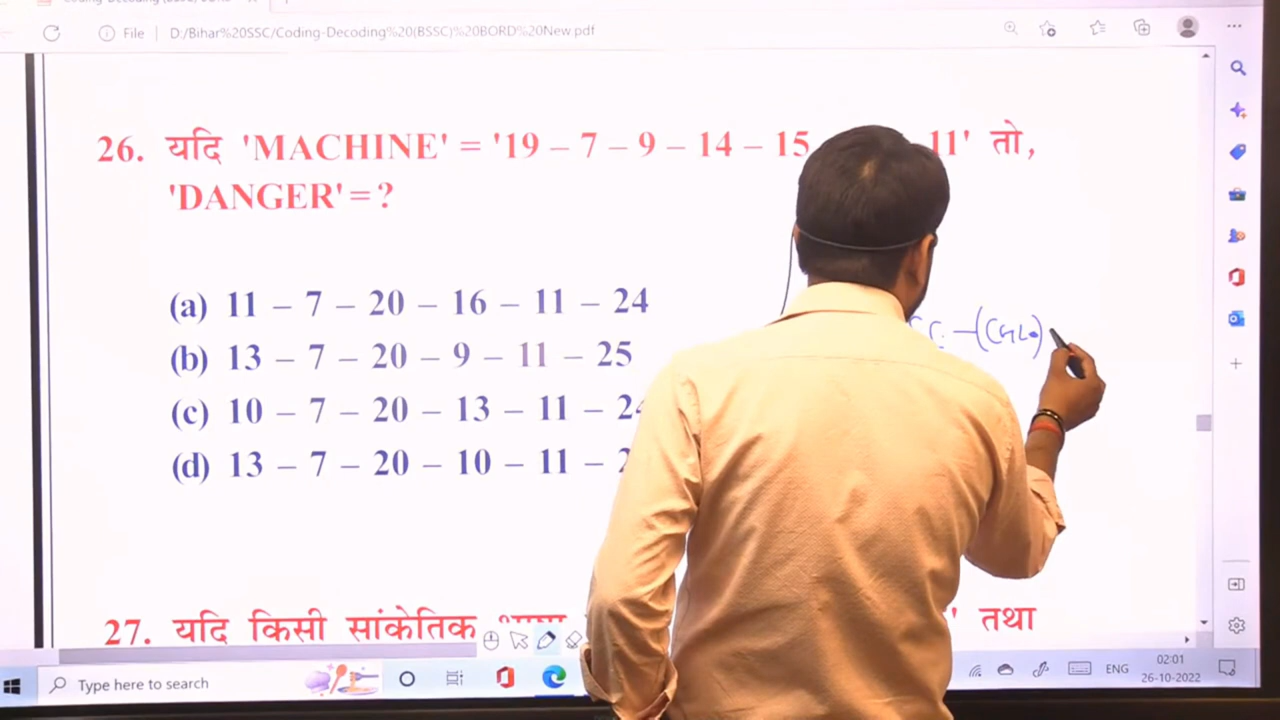 File D:/Bihar%20SSC/Coding-Decoding%20(BSSC)%20BORD%20New.pdf
26. यदि 'MACHINE' = '19 – 7 – 9 – 14 – 15 11' तो,
'DANGER' = ?
(a) 11 – 7 – 20 – 16 – 11 – 24
(b) 13 – 7 – 20 – 9 – 11 – 25
(c) 10 – 7 – 20 – 13 – 11 – 24
(d) 13 – 7 – 20 – 10 – 11 –
(CGL)
27. यदि किसी सांकेतिक भाषा ' तथा
Type here to search
ENG
02:01
26-10-2022